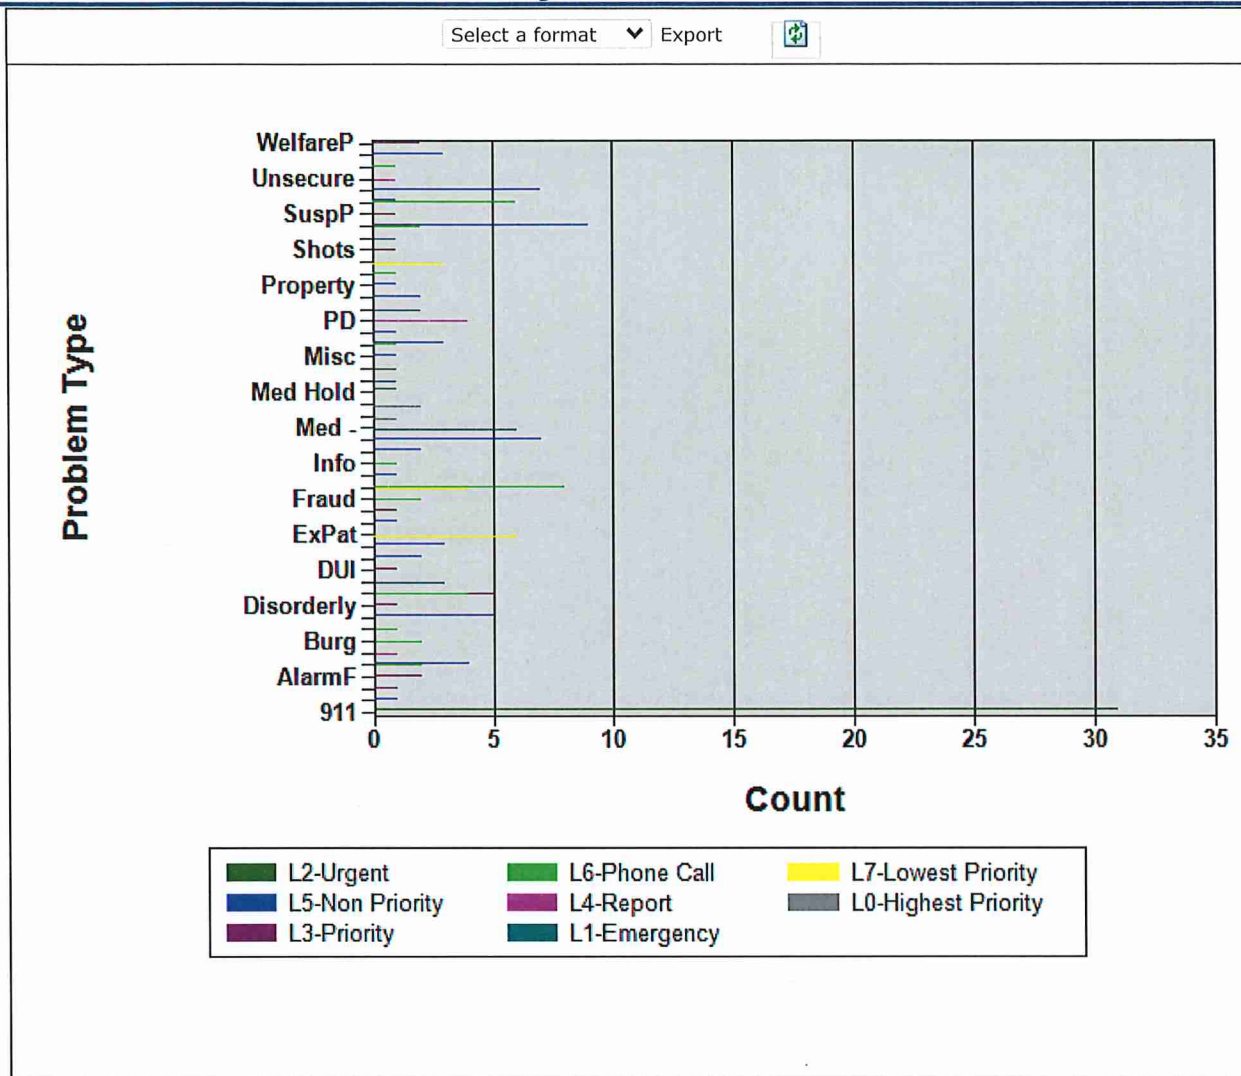 Select a format Export
WelfareP
Unsecure
SuspP
Shots
Property
PD
Misc
Med Hold
Med -
Info
Fraud
ExPat
DUI
Disorderly
Burg
AlarmF
911
Problem Type
0 5 10 15 20 25 30 35
Count
L2-Urgent L6-Phone Call L7-Lowest Priority
L5-Non Priority L4-Report L0-Highest Priority
L3-Priority L1-Emergency